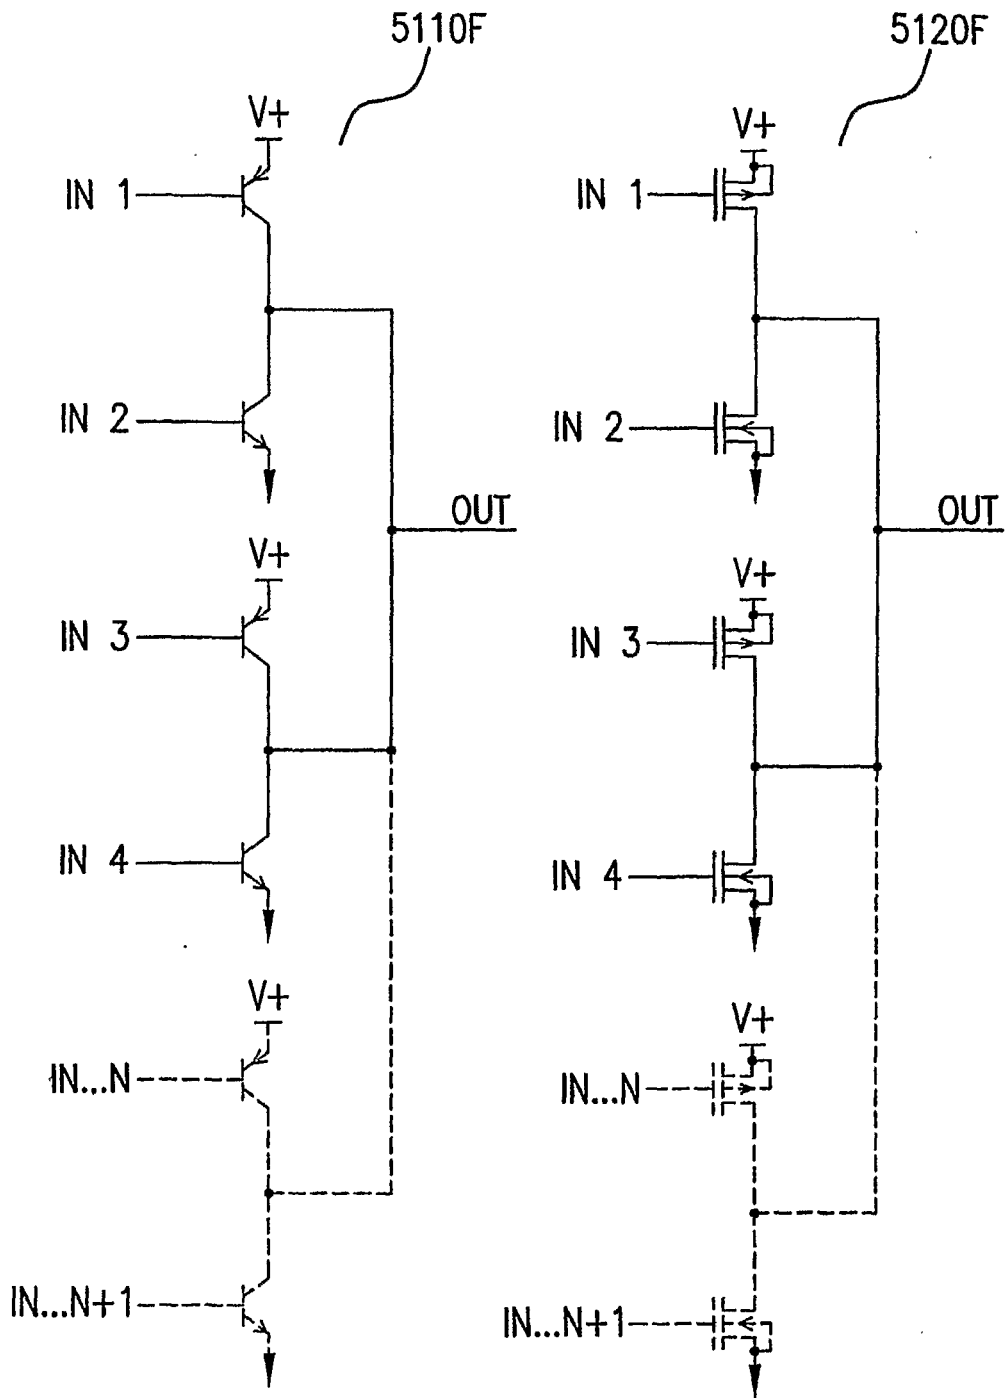 5110F
V+
IN 1
IN 2
OUT
V+
IN 3
IN 4
V+
IN...N
IN...N+1
5120F
V+
IN 1
IN 2
OUT
V+
IN 3
IN 4
V+
IN...N
IN...N+1